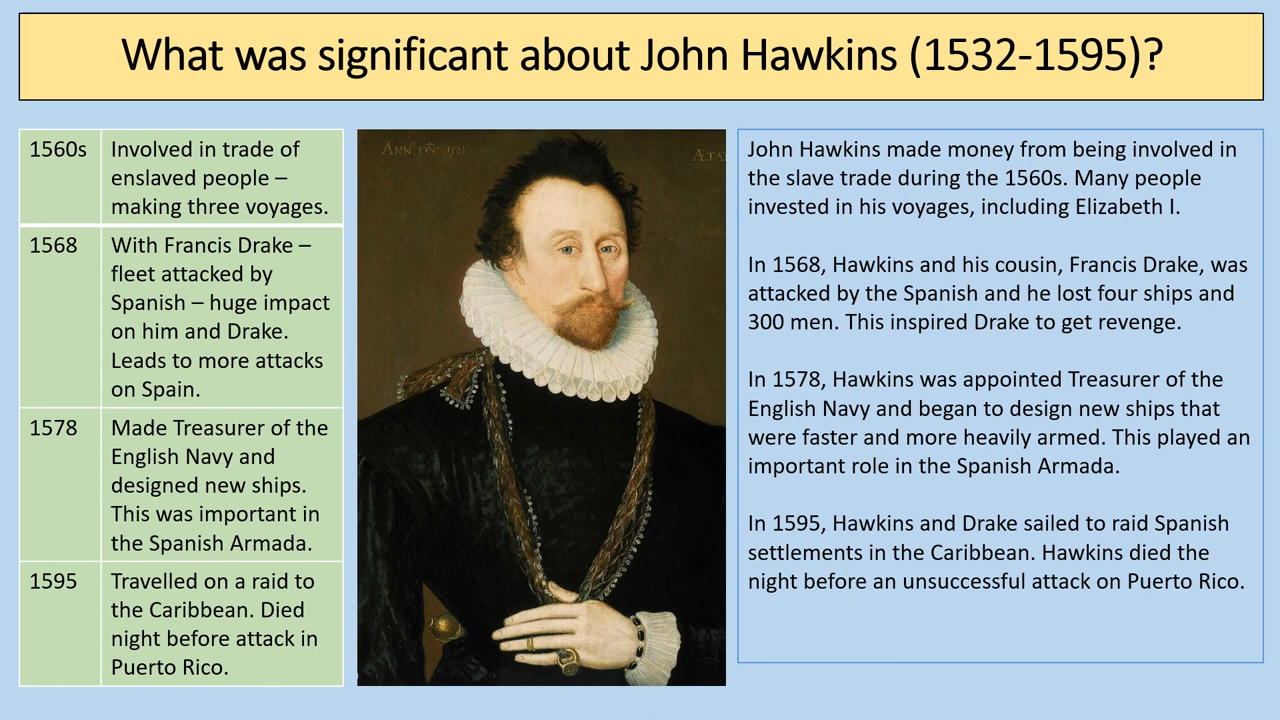 What was significant about John Hawkins (1532-1595)?
1560s
Involved in trade of
enslaved people –
making three voyages.
1568
With Francis Drake –
fleet attacked by
Spanish – huge impact
on him and Drake.
Leads to more attacks
on Spain.
1578
Made Treasurer of the
English Navy and
designed new ships.
This was important in
the Spanish Armada.
1595
Travelled on a raid to
the Caribbean. Died
night before attack in
Puerto Rico.
John Hawkins made money from being involved in
the slave trade during the 1560s. Many people
invested in his voyages, including Elizabeth I.
In 1568, Hawkins and his cousin, Francis Drake, was
attacked by the Spanish and he lost four ships and
300 men. This inspired Drake to get revenge.
In 1578, Hawkins was appointed Treasurer of the
English Navy and began to design new ships that
were faster and more heavily armed. This played an
important role in the Spanish Armada.
In 1595, Hawkins and Drake sailed to raid Spanish
settlements in the Caribbean. Hawkins died the
night before an unsuccessful attack on Puerto Rico.